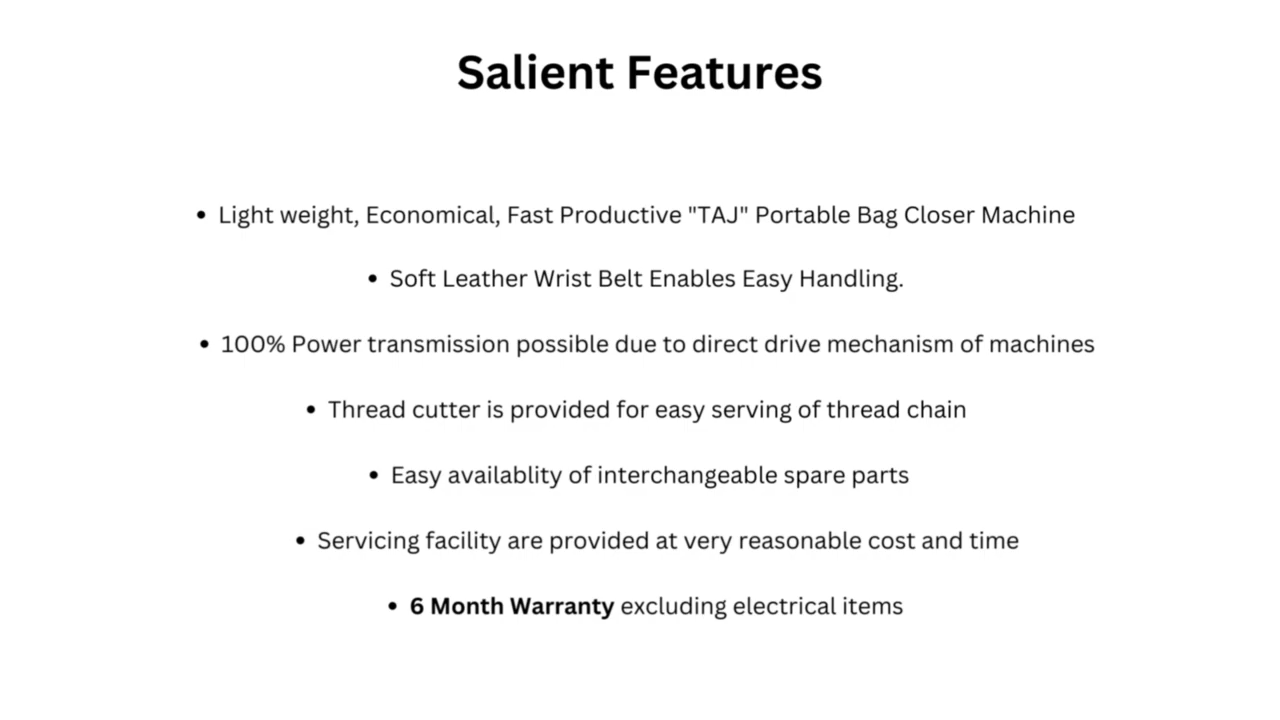 Salient Features
• Light weight, Economical, Fast Productive "TAJ" Portable Bag Closer Machine
• Soft Leather Wrist Belt Enables Easy Handling.
• 100% Power transmission possible due to direct drive mechanism of machines
• Thread cutter is provided for easy serving of thread chain
• Easy availablity of interchangeable spare parts
• Servicing facility are provided at very reasonable cost and time
• 6 Month Warranty excluding electrical items